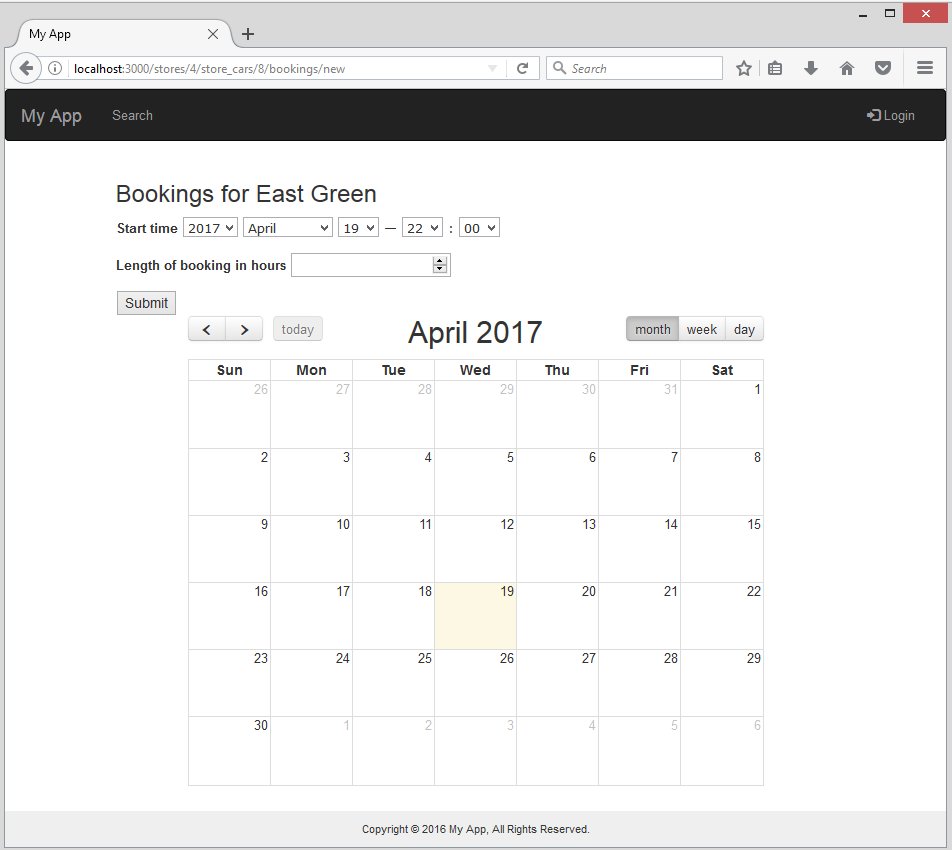 My App
localhost:3000/stores/4/store_cars/8/bookings/new
Search
My App Search Login
Bookings for East Green
Start time 2017 April 19 — 22 : 00
Length of booking in hours
Submit
today April 2017 month week day
Sun Mon Tue Wed Thu Fri Sat
26 27 28 29 30 31 1
2 3 4 5 6 7 8
9 10 11 12 13 14 15
16 17 18 19 20 21 22
23 24 25 26 27 28 29
30 1 2 3 4 5 6
Copyright © 2016 My App, All Rights Reserved.